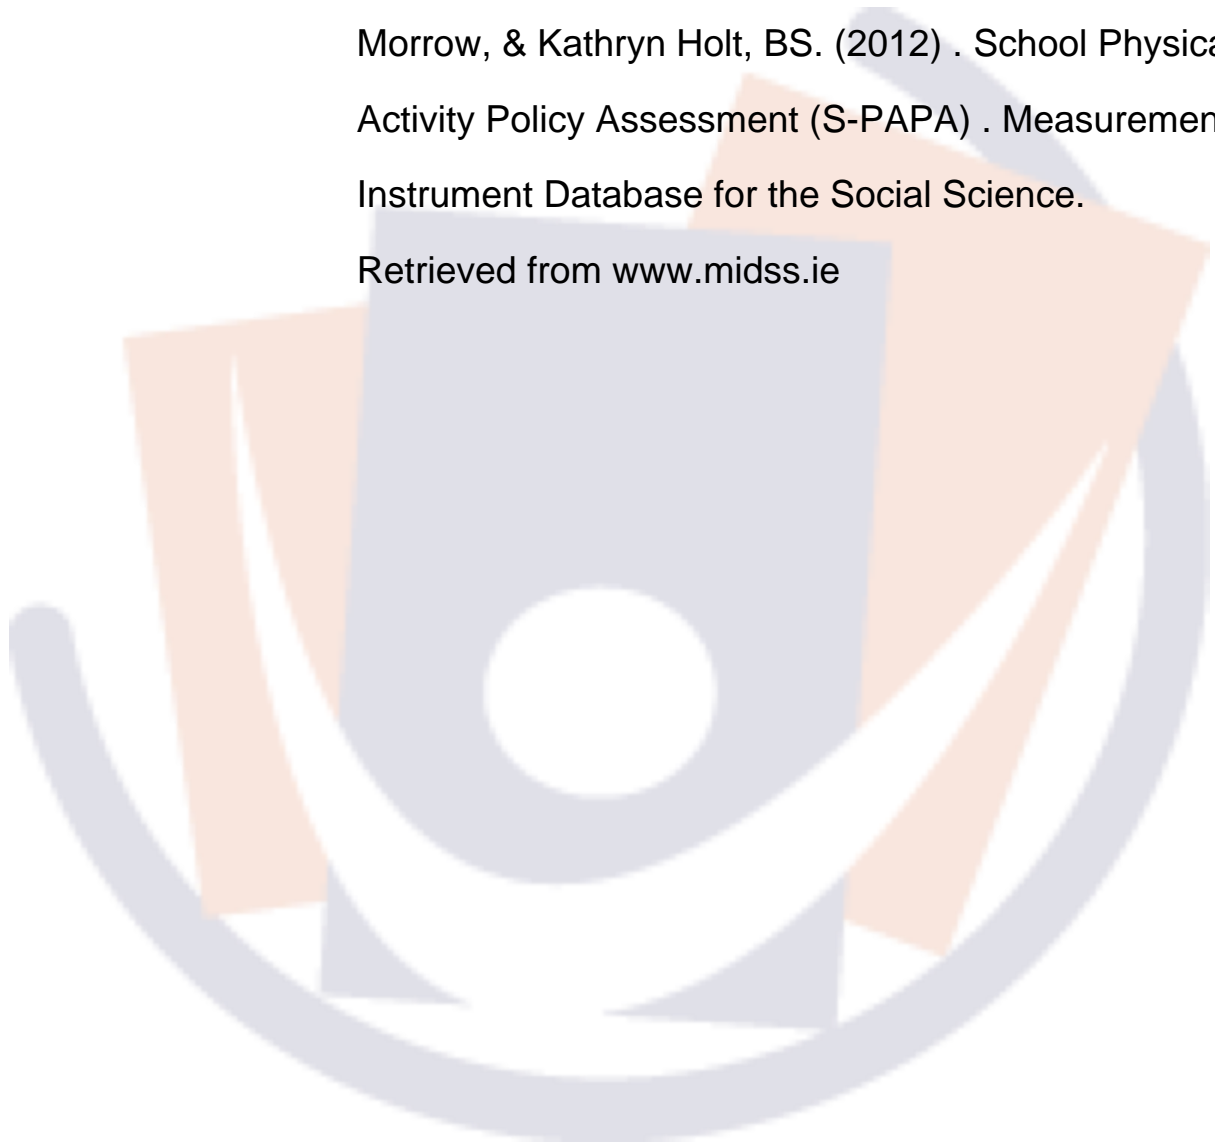 Morrow, & Kathryn Holt, BS. (2012) . School Physica
Activity Policy Assessment (S-PAPA) . Measuremen
Instrument Database for the Social Science.
Retrieved from www.midss.ie